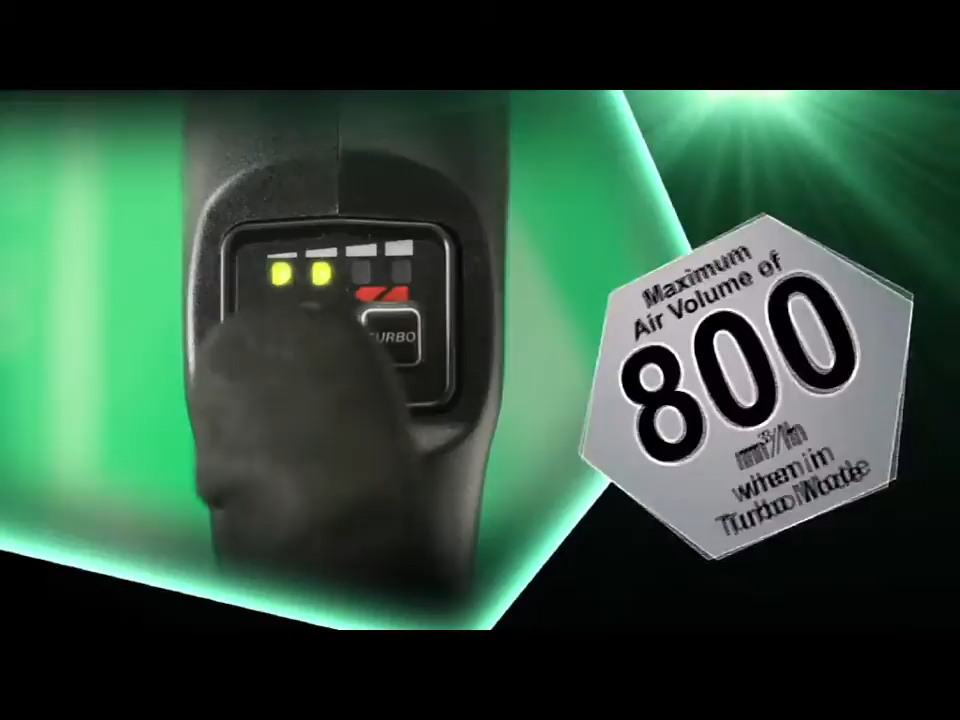 TURBO
Maximum
Air Volume of
800
m³/h
when in
Turbo Mode